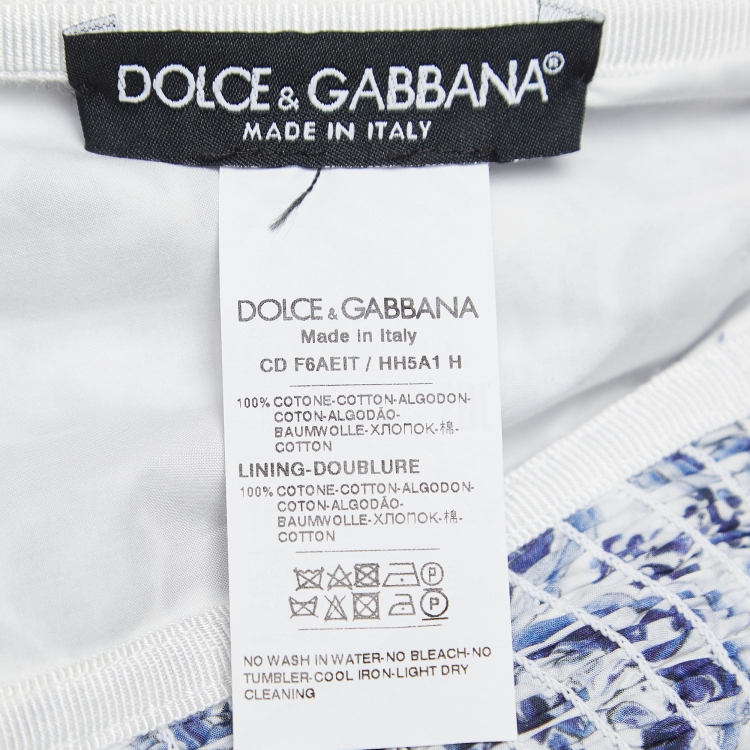 DOLCE & GABBANA®
MADE IN ITALY
DOLCE & GABBANA
Made in Italy
CD F6AEIT / HH5A1 H
100% COTONE-COTTON-ALGODON-
COTON-ALGODÃO-
BAUMWOLLE-ХЛОПОК-棉-
COTTON
LINING-DOUBLURE
100% COTONE-COTTON-ALGODON-
COTON-ALGODÃO-
BAUMWOLLE-ХЛОПОК-棉-
COTTON
P
P
NO WASH IN WATER-NO BLEACH-NO
TUMBLER-COOL IRON-LIGHT DRY
CLEANING